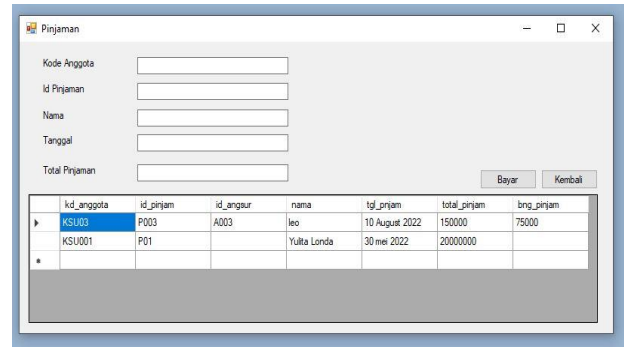 Pinjaman
Kode Anggota
Id Pinjaman
Nama
Tanggal
Total Pinjaman
Bayar Kembali
kd_anggota id_pinjam id_angsur nama tgl_pnjam total_pinjam bng_pinjam
KSU03 P003 A003 leo 10 August 2022 150000 75000
KSU001 P01 Yulita Londa 30 mei 2022 20000000